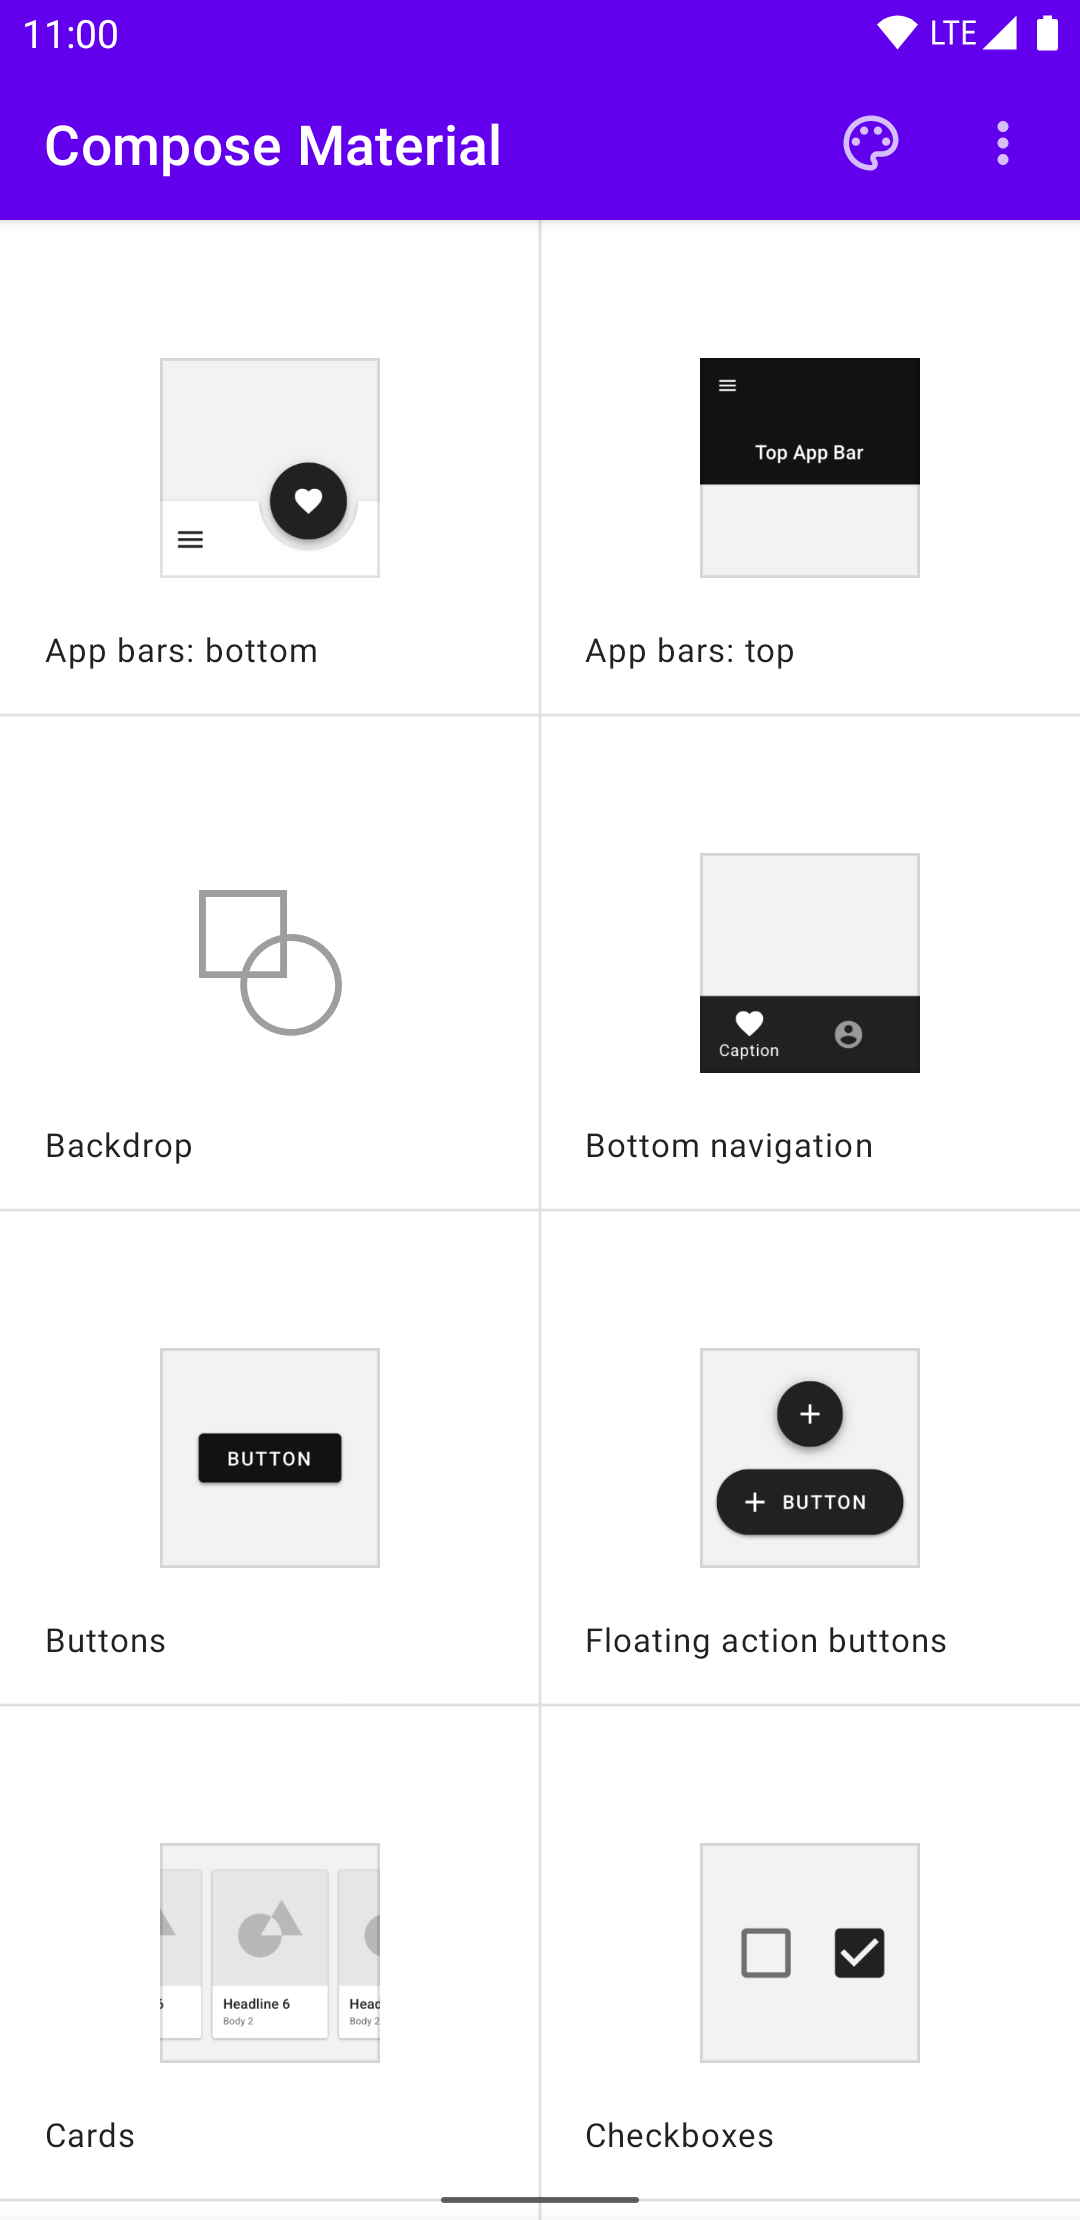 11:00
LTE
Compose Material
Top App Bar
App bars: bottom
App bars: top
Caption
Backdrop
Bottom navigation
BUTTON
BUTTON
Buttons
Floating action buttons
6
Headline 6
Head
Body 2
Body 2
Cards
Checkboxes